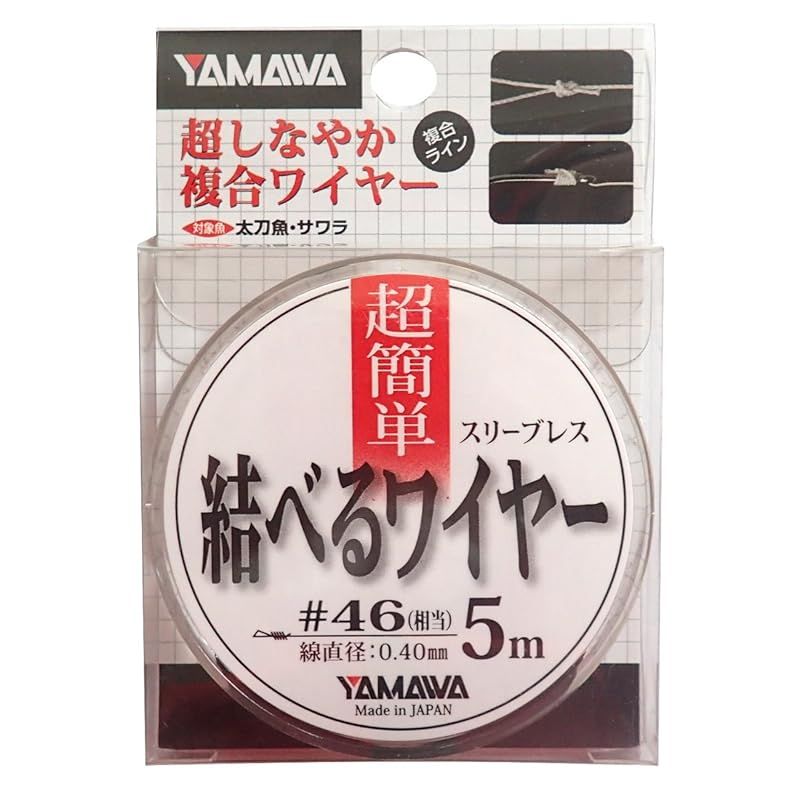 YAMAWA
超しなやか
複合ワイヤー
複合
ライン
対象魚 太刀魚・サワラ
超簡単
スリーブレス
結べるワイヤー
#46(相当) 5m
線直径:0.40mm
YAMAWA
Made in JAPAN